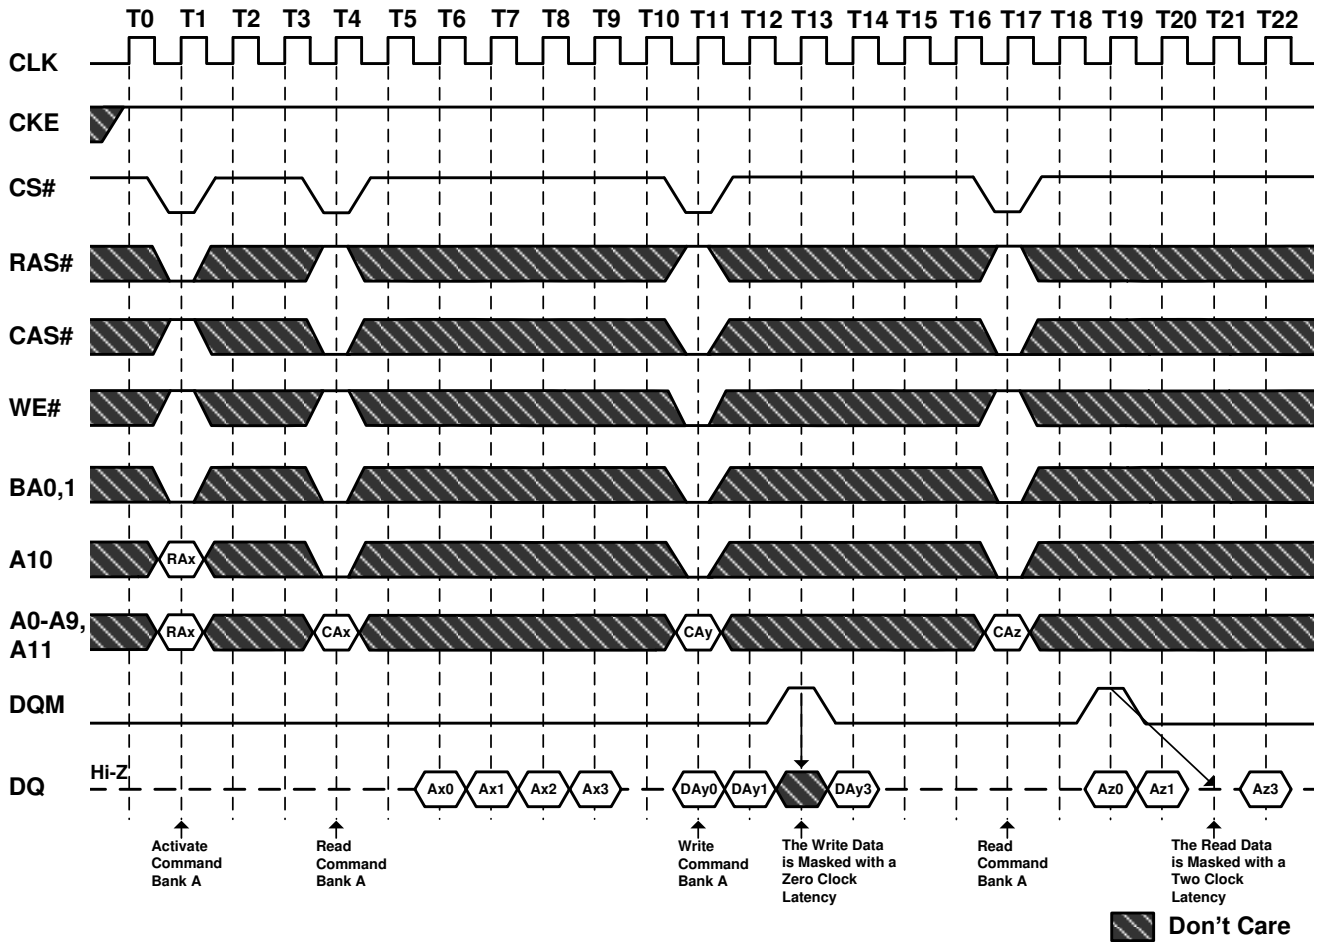 T0 T1 T2 T3 T4 T5 T6 T7 T8 T9 T10 T11 T12 T13 T14 T15 T16 T17 T18 T19 T20 T21 T22
CLK
CKE
CS#
RAS#
CAS#
WE#
BA0,1
A10
RAx
A0-A9,
A11
RAx CAx CAy CAz
DQM
DQ
Hi-Z
Ax0 Ax1 Ax2 Ax3 DAy0 DAy1 DAy3 Az0 Az1 Az3
Activate
Command
Bank A
Read
Command
Bank A
Write
Command
Bank A
The Write Data
is Masked with a
Zero Clock
Latency
Read
Command
Bank A
The Read Data
is Masked with a
Two Clock
Latency
Don't Care